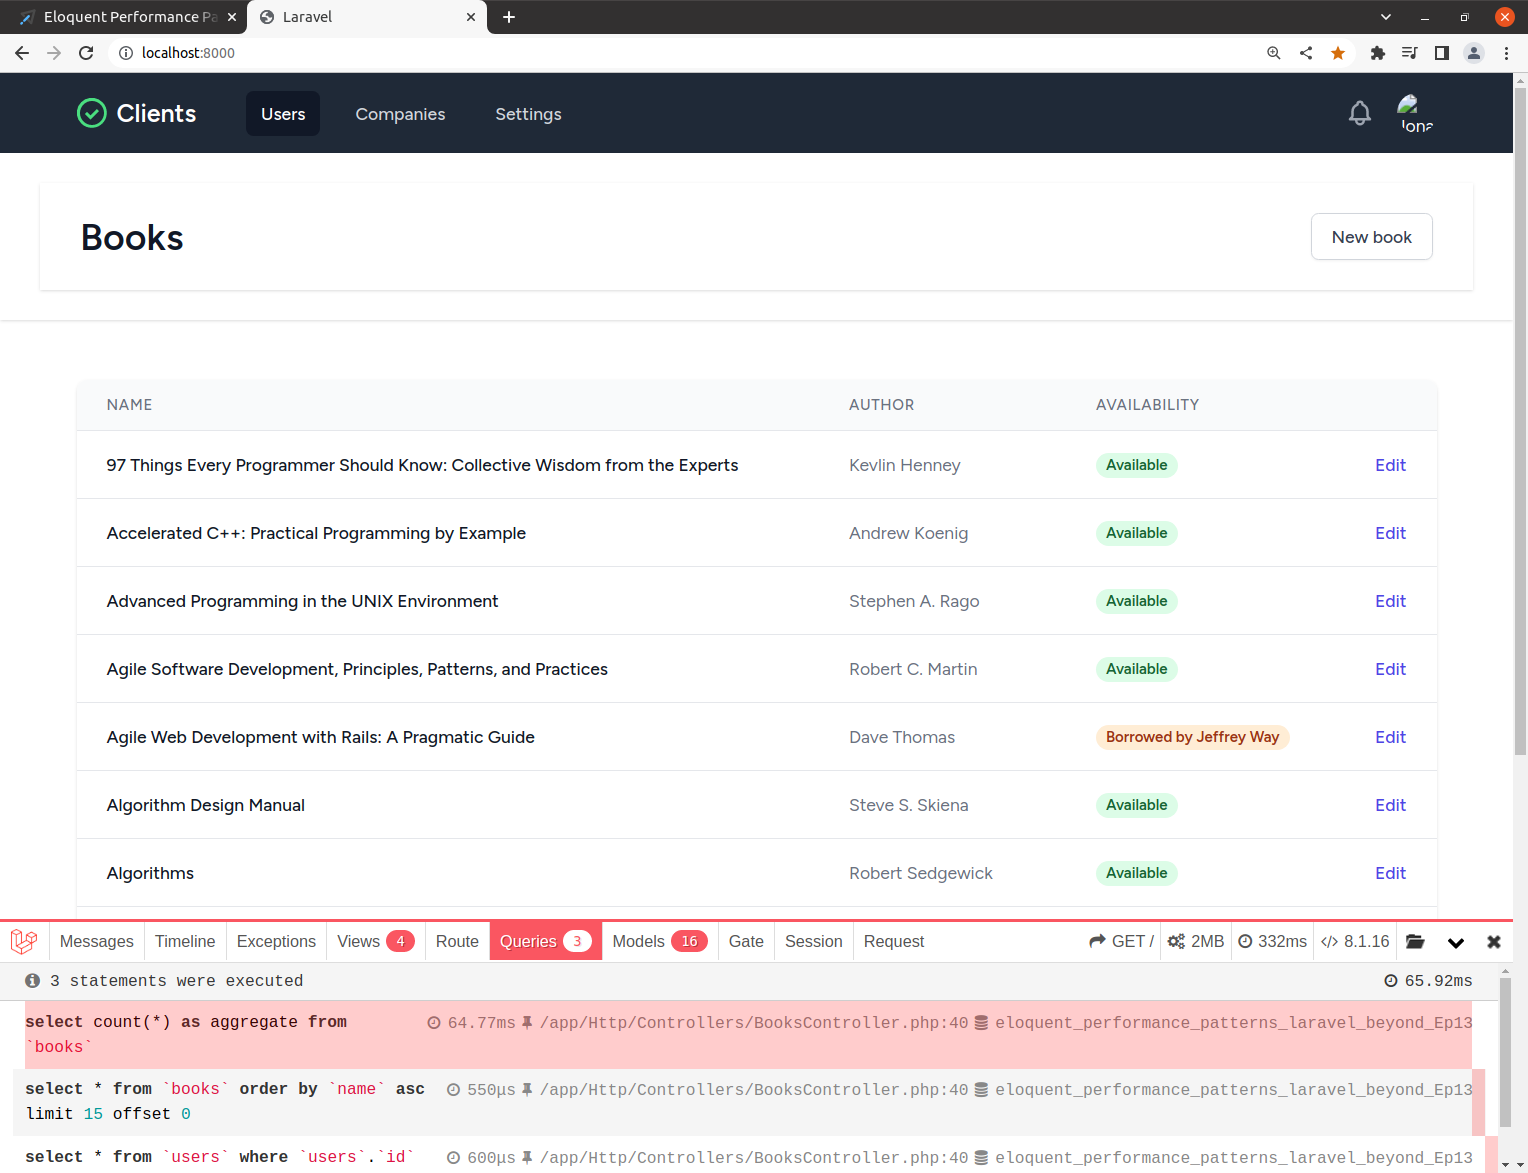 Eloquent Performance Pa
Laravel
localhost:8000
Clients
Users
Companies
Settings
Jona
Books
New book
NAME AUTHOR AVAILABILITY
97 Things Every Programmer Should Know: Collective Wisdom from the Experts Kevlin Henney Available Edit
Accelerated C++: Practical Programming by Example Andrew Koenig Available Edit
Advanced Programming in the UNIX Environment Stephen A. Rago Available Edit
Agile Software Development, Principles, Patterns, and Practices Robert C. Martin Available Edit
Agile Web Development with Rails: A Pragmatic Guide Dave Thomas Borrowed by Jeffrey Way Edit
Algorithm Design Manual Steve S. Skiena Available Edit
Algorithms Robert Sedgewick Available Edit
Messages Timeline Exceptions Views 4 Route Queries 3 Models 16 Gate Session Request GET / 2MB 332ms </> 8.1.16
3 statements were executed 65.92ms
select count(*) as aggregate from 64.77ms /app/Http/Controllers/BooksController.php:40 eloquent_performance_patterns_laravel_beyond_Ep13
`books`
select * from `books` order by `name` asc 550μs /app/Http/Controllers/BooksController.php:40 eloquent_performance_patterns_laravel_beyond_Ep13
limit 15 offset 0
select * from `users` where `users`.`id` 600μs /app/Http/Controllers/BooksController.php:40 eloquent_performance_patterns_laravel_beyond_Ep13